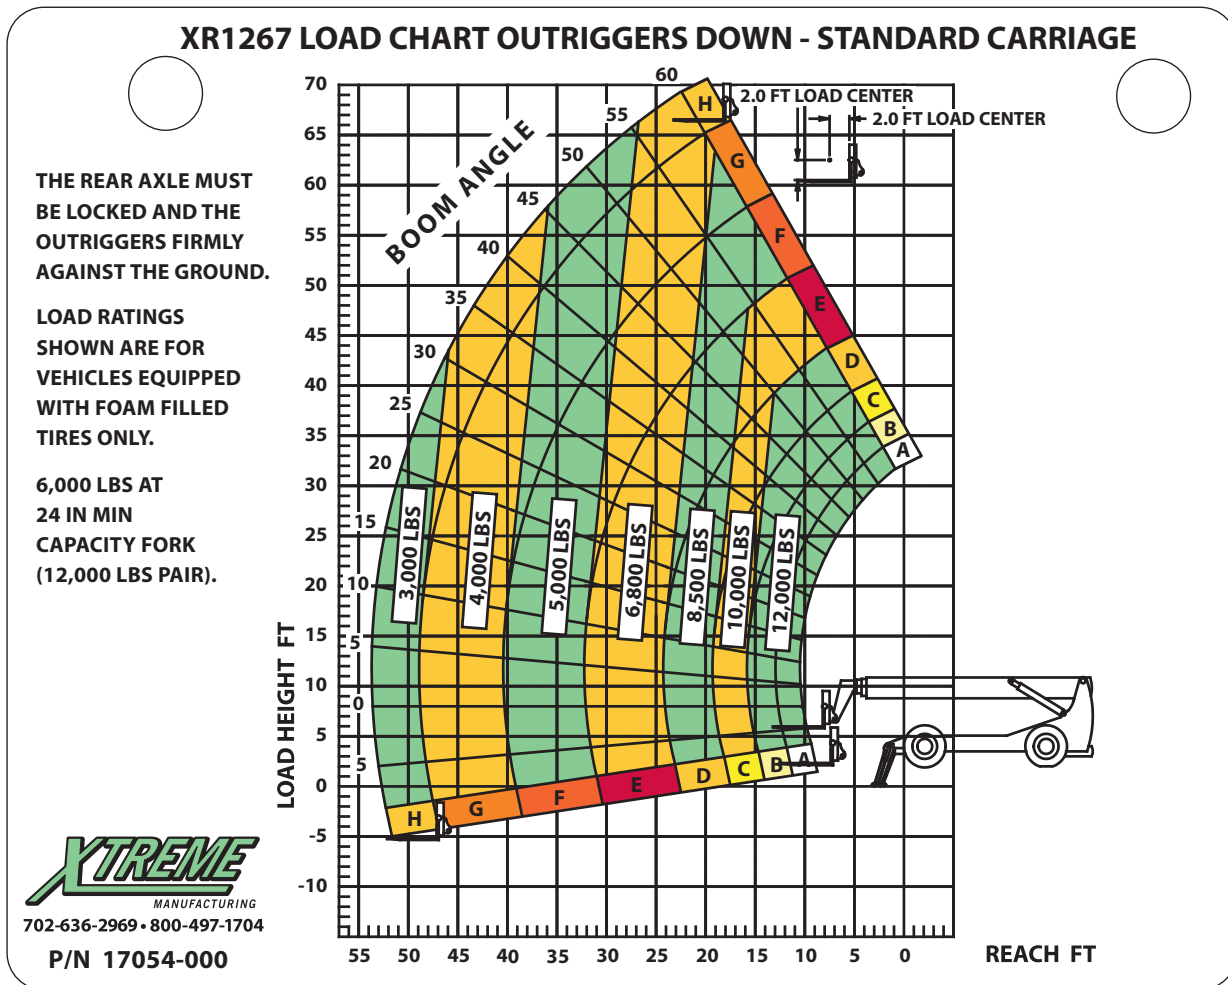 XR1267 LOAD CHART OUTRIGGERS DOWN - STANDARD CARRIAGE
THE REAR AXLE MUST
BE LOCKED AND THE
OUTRIGGERS FIRMLY
AGAINST THE GROUND.
LOAD RATINGS
SHOWN ARE FOR
VEHICLES EQUIPPED
WITH FOAM FILLED
TIRES ONLY.
6,000 LBS AT
24 IN MIN
CAPACITY FORK
(12,000 LBS PAIR).
XTREME
MANUFACTURING
702-636-2969 • 800-497-1704
P/N 17054-000
LOAD HEIGHT FT
70
65
60
55
50
45
40
35
30
25
20
15
10
5
0
-5
-10
BOOM ANGLE
60
55
50
45
40
35
30
25
20
15
10
5
0
5
2.0 FT LOAD CENTER
2.0 FT LOAD CENTER
H
G
F
E
D
C
B
A
3,000 LBS
4,000 LBS
5,000 LBS
6,800 LBS
8,500 LBS
10,000 LBS
12,000 LBS
H
G
F
E
D
C
B
A
55
50
45
40
35
30
25
20
15
10
5
0
REACH FT